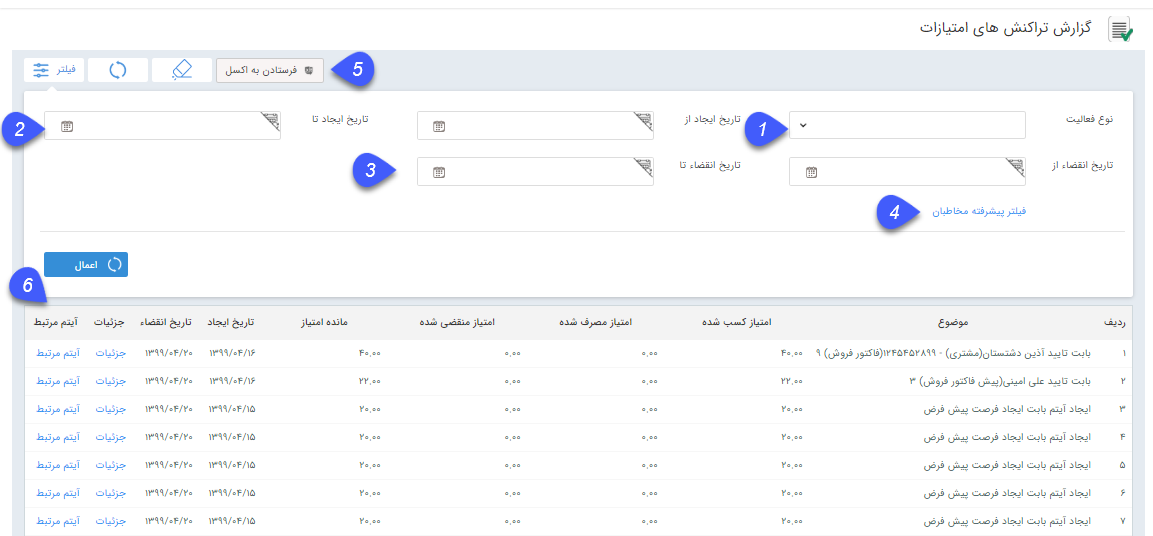 گزارش تراکنش های امتیازات
فرستادن به اکسل
فیلتر
5
نوع فعالیت
1
تاریخ ایجاد از
تاریخ ایجاد تا
2
تاریخ انقضاء از
تاریخ انقضاء تا
3
فیلتر پیشرفته مخاطبان
4
اعمال
6
ردیف موضوع امتیاز کسب شده امتیاز مصرف شده امتیاز منقضی شده مانده امتیاز تاریخ ایجاد تاریخ انقضاء جزئیات آیتم مرتبط
۱ بابت تایید آذین دشتستان(مشتری) - ۱۲۴۵۴۵۲۸۹۹(فاکتور فروش) ۹ ۴۰,۰۰ ۰,۰۰ ۰,۰۰ ۴۰,۰۰ ۱۳۹۹/۰۴/۱۶ ۱۳۹۹/۰۴/۲۰ جزئیات آیتم مرتبط
۲ بابت تایید علی امینی(پیش فاکتور فروش) ۳ ۲۲,۰۰ ۰,۰۰ ۰,۰۰ ۲۲,۰۰ ۱۳۹۹/۰۴/۱۶ ۱۳۹۹/۰۴/۲۰ جزئیات آیتم مرتبط
۳ ایجاد آیتم بابت ایجاد فرصت پیش فرض ۲۰,۰۰ ۰,۰۰ ۰,۰۰ ۲۰,۰۰ ۱۳۹۹/۰۴/۱۵ ۱۳۹۹/۰۴/۲۰ جزئیات آیتم مرتبط
۴ ایجاد آیتم بابت ایجاد فرصت پیش فرض ۲۰,۰۰ ۰,۰۰ ۰,۰۰ ۲۰,۰۰ ۱۳۹۹/۰۴/۱۵ ۱۳۹۹/۰۴/۲۰ جزئیات آیتم مرتبط
۵ ایجاد آیتم بابت ایجاد فرصت پیش فرض ۲۰,۰۰ ۰,۰۰ ۰,۰۰ ۲۰,۰۰ ۱۳۹۹/۰۴/۱۵ ۱۳۹۹/۰۴/۲۰ جزئیات آیتم مرتبط
۶ ایجاد آیتم بابت ایجاد فرصت پیش فرض ۲۰,۰۰ ۰,۰۰ ۰,۰۰ ۲۰,۰۰ ۱۳۹۹/۰۴/۱۵ ۱۳۹۹/۰۴/۲۰ جزئیات آیتم مرتبط
۷ ایجاد آیتم بابت ایجاد فرصت پیش فرض ۲۰,۰۰ ۰,۰۰ ۰,۰۰ ۲۰,۰۰ ۱۳۹۹/۰۴/۱۵ ۱۳۹۹/۰۴/۲۰ جزئیات آیتم مرتبط